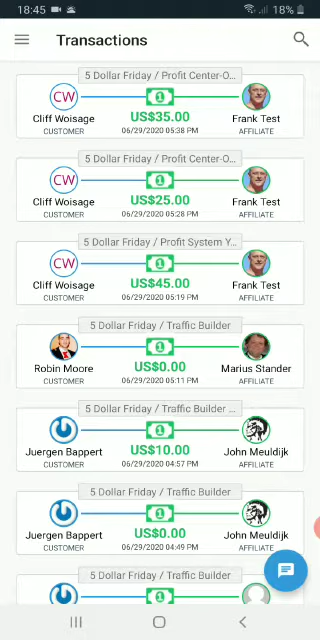 18:45 18%
Transactions
5 Dollar Friday / Profit Center-O...
CW
Cliff Woisage
CUSTOMER
US$35.00
06/29/2020 05:38 PM
Frank Test
AFFILIATE
5 Dollar Friday / Profit Center-O...
CW
Cliff Woisage
CUSTOMER
US$25.00
06/29/2020 05:28 PM
Frank Test
AFFILIATE
5 Dollar Friday / Profit System Y...
CW
Cliff Woisage
CUSTOMER
US$45.00
06/29/2020 05:19 PM
Frank Test
AFFILIATE
5 Dollar Friday / Traffic Builder
Robin Moore
CUSTOMER
US$0.00
06/29/2020 05:11 PM
Marius Stander
AFFILIATE
5 Dollar Friday / Traffic Builder ...
Juergen Bappert
CUSTOMER
US$10.00
06/29/2020 04:57 PM
John Meuldijk
AFFILIATE
5 Dollar Friday / Traffic Builder
Juergen Bappert
CUSTOMER
US$0.00
06/29/2020 04:49 PM
John Meuldijk
AFFILIATE
5 Dollar Friday / Traffic Builder